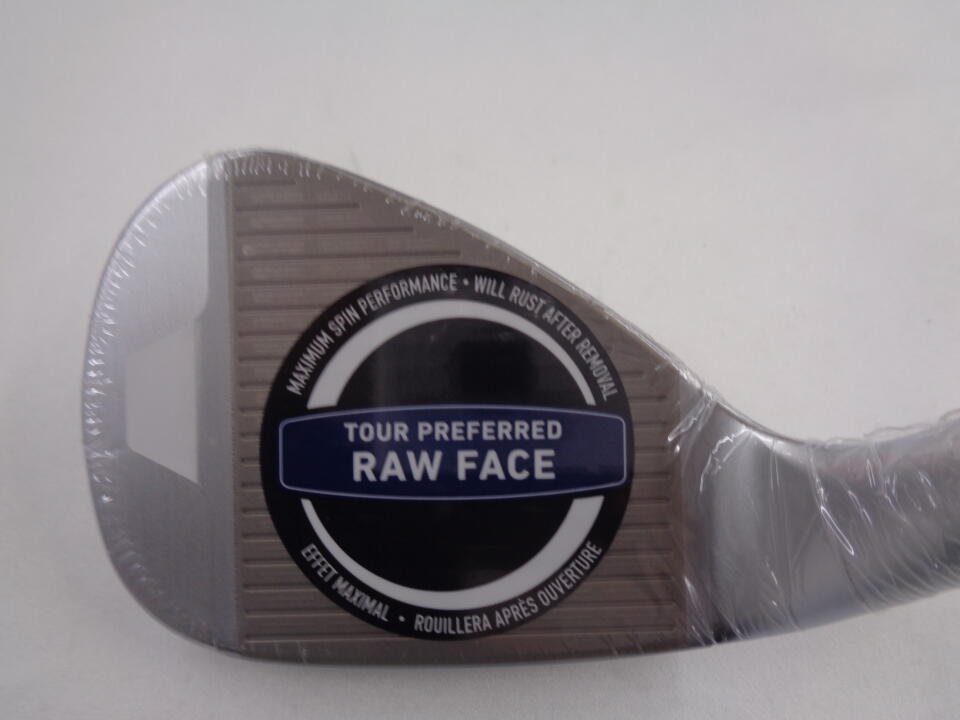 MAXIMUM SPIN PERFORMANCE • WILL RUST AFTER REMOVAL
TOUR PREFERRED
RAW FACE
EFFET MAXIMAL • ROUILLERA APRÈS OUVERTURE